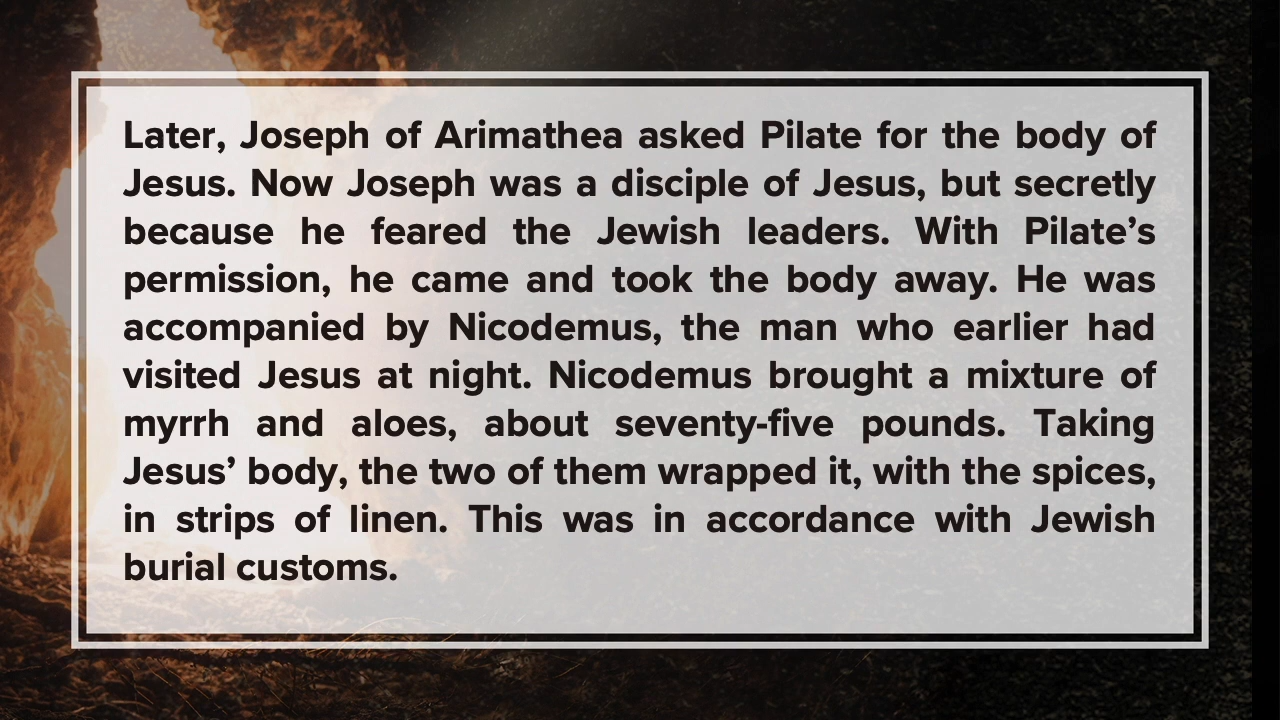 Later, Joseph of Arimathea asked Pilate for the body of
Jesus. Now Joseph was a disciple of Jesus, but secretly
because he feared the Jewish leaders. With Pilate’s
permission, he came and took the body away. He was
accompanied by Nicodemus, the man who earlier had
visited Jesus at night. Nicodemus brought a mixture of
myrrh and aloes, about seventy-five pounds. Taking
Jesus’ body, the two of them wrapped it, with the spices,
in strips of linen. This was in accordance with Jewish
burial customs.